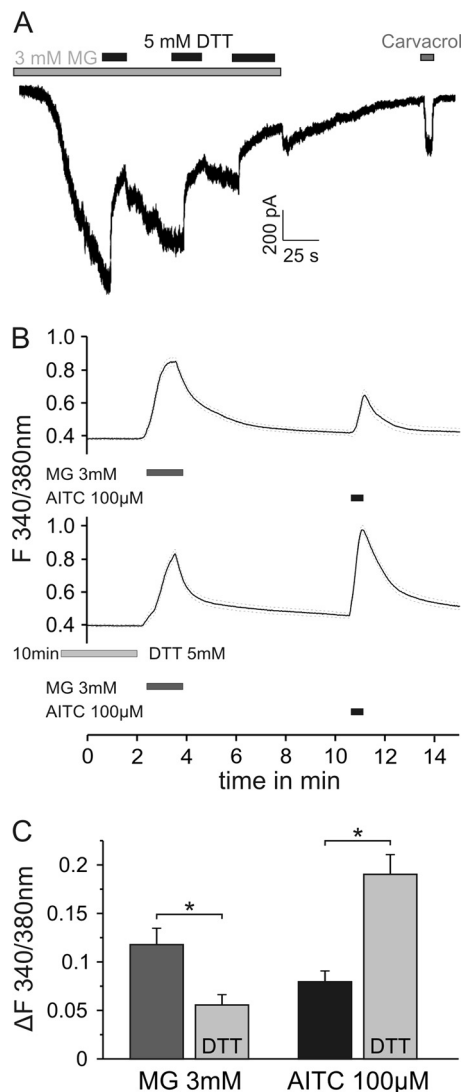 A
5 mM DTT
3 mM MG
Carvacrol
200 pA
25 s
B
1.0
0.8
0.6
0.4
MG 3mM
AITC 100µM
F 340/380nm
1.0
0.8
0.6
0.4
10min
DTT 5mM
MG 3mM
AITC 100µM
0 2 4 6 8 10 12 14
time in min
C
* *
0.2
0.15
0.1
0.05
0
ΔF 340/380nm
DTT DTT
MG 3mM AITC 100µM